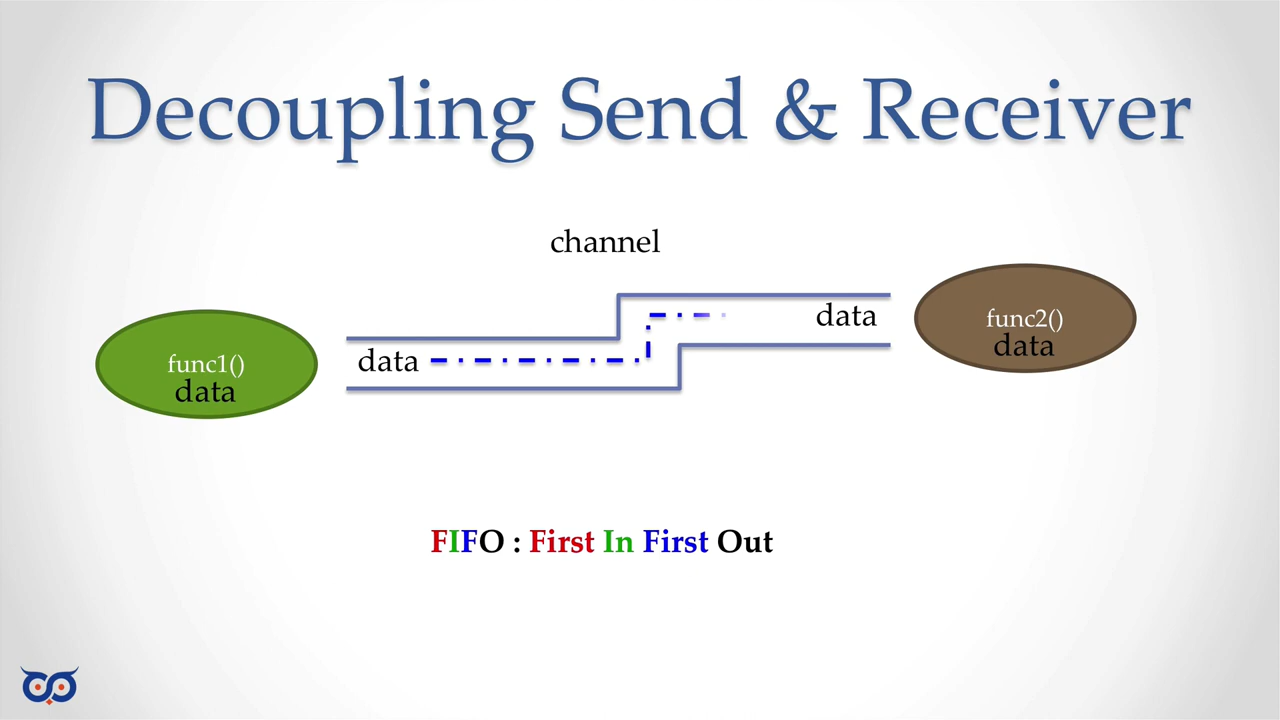 Decoupling Send & Receiver
channel
func1()
data
data
data
func2()
data
FIFO : First In First Out